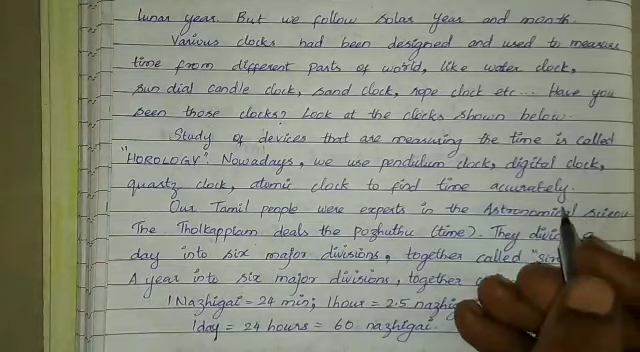 lunar year. But we follow solar year and month.
Various clocks had been designed and used to measure
time from different parts of world, like water clock,
sun dial candle clock, sand clock, rope clock etc... Have you
seen those clocks? Look at the clocks shown below.
Study of devices that are measuring the time is called
"HOROLOGY". Nowadays, we use pendulum clock, digital clock,
quartz clock, atomic clock to find time accurately.
Our Tamil people were experts in the Astronomical
The Tholkappiam deals the Pozhuthu (time). They
day into six major divisions, together called
A year into six major divisions, together
1 Nazhigai = 24 min; 1hour = 2.5
1day = 24 hours = 60 nazhigai.